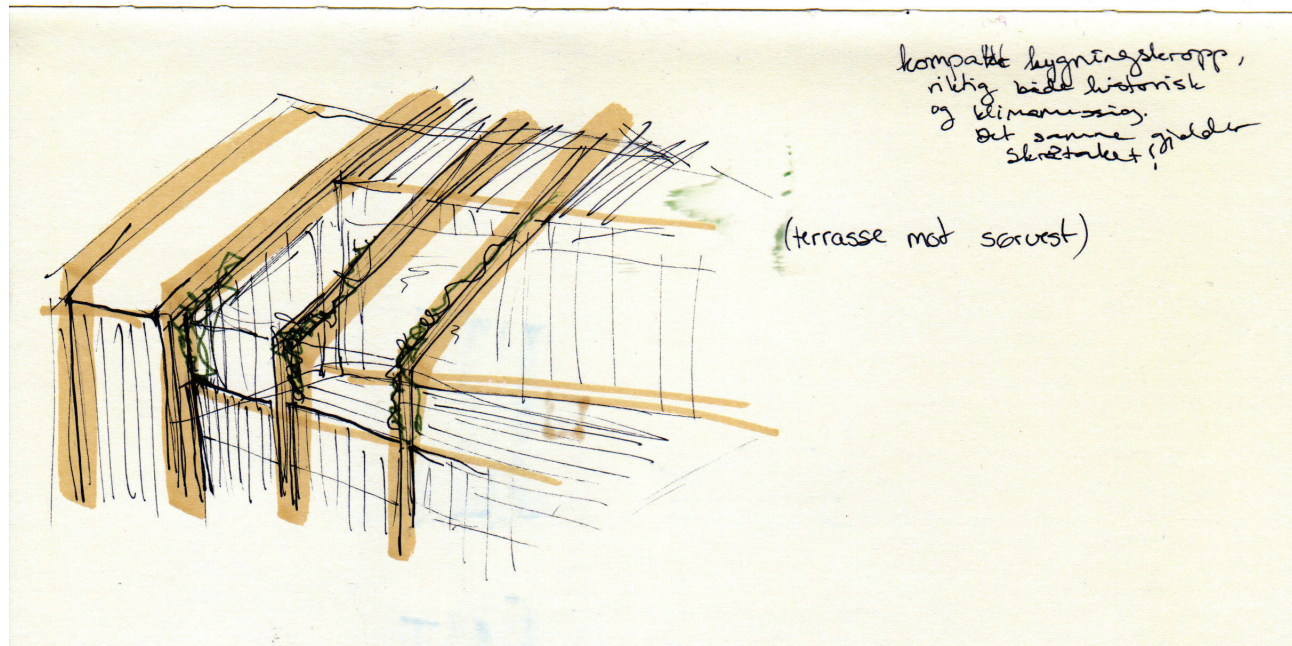 kompakt bygningskropp,
riktig både historisk
og klimamessig.
Det samme gjelder
skråtaket!
(terrasse mot sørvest)